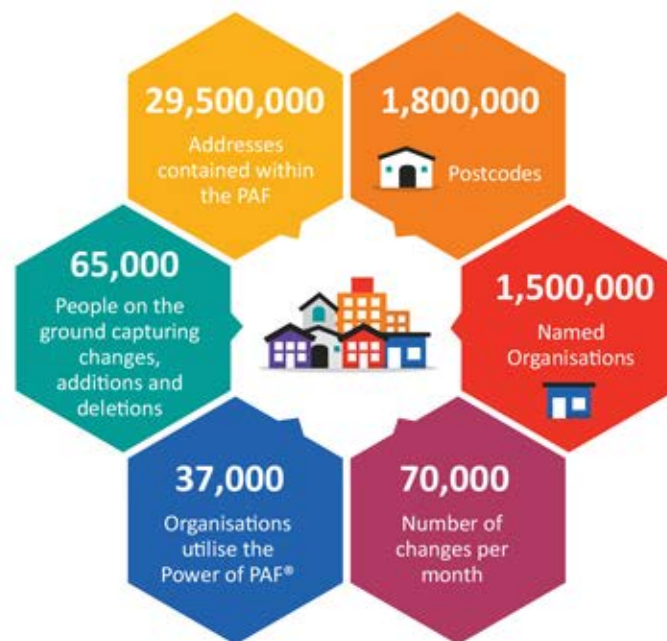 29,500,000
Addresses
contained within
the PAF
1,800,000
Postcodes
65,000
People on the
ground capturing
changes,
additions and
deletions
1,500,000
Named
Organisations
37,000
Organisations
utilise the
Power of PAF®
70,000
Number of
changes per
month